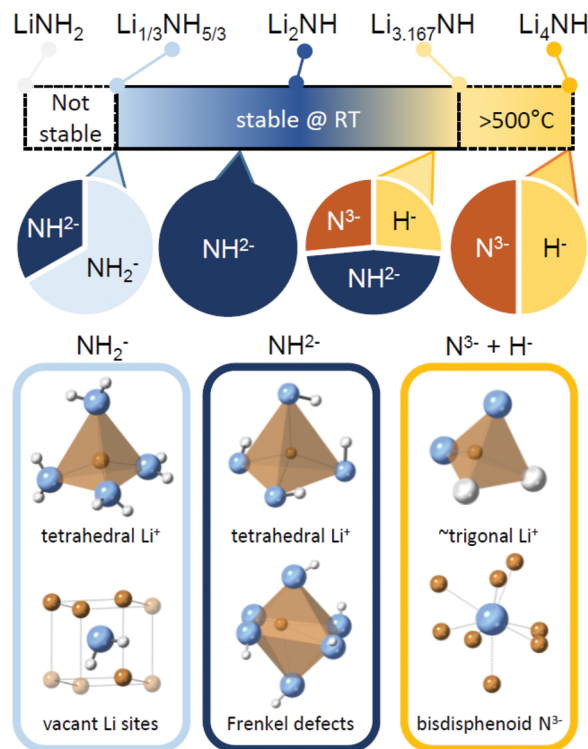 LiNH₂ Li₁/₃NH₅/₃ Li₂NH Li₃.₁₆₇NH Li₄NH
Not
stable
stable @ RT
>500°C
NH²⁻
NH₂⁻
NH²⁻
N³⁻
H⁻
NH²⁻
N³⁻
H⁻
NH₂⁻ NH²⁻ N³⁻ + H⁻
tetrahedral Li⁺
tetrahedral Li⁺
~trigonal Li⁺
vacant Li sites
Frenkel defects
bisdisphenoid N³⁻